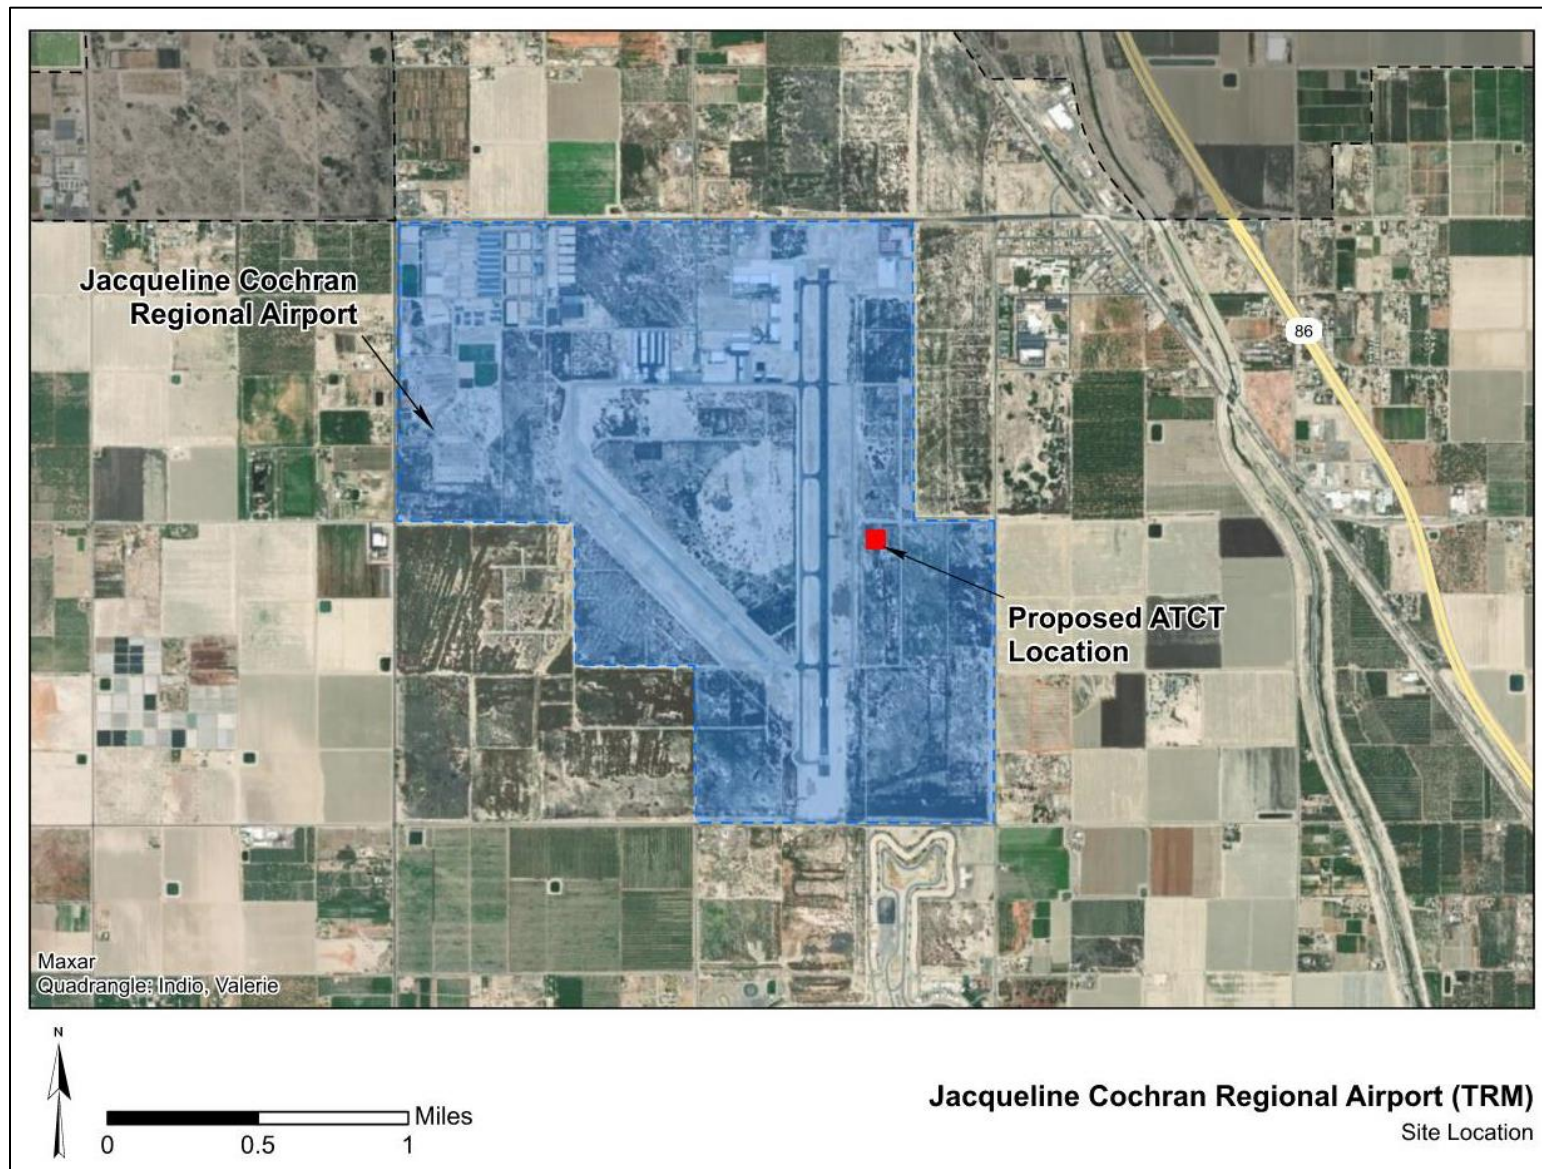 Jacqueline Cochran
Regional Airport
86
Proposed ATCT
Location
Maxar
Quadrangle: Indio, Valerie
N
Miles
0 0.5 1
Jacqueline Cochran Regional Airport (TRM)
Site Location